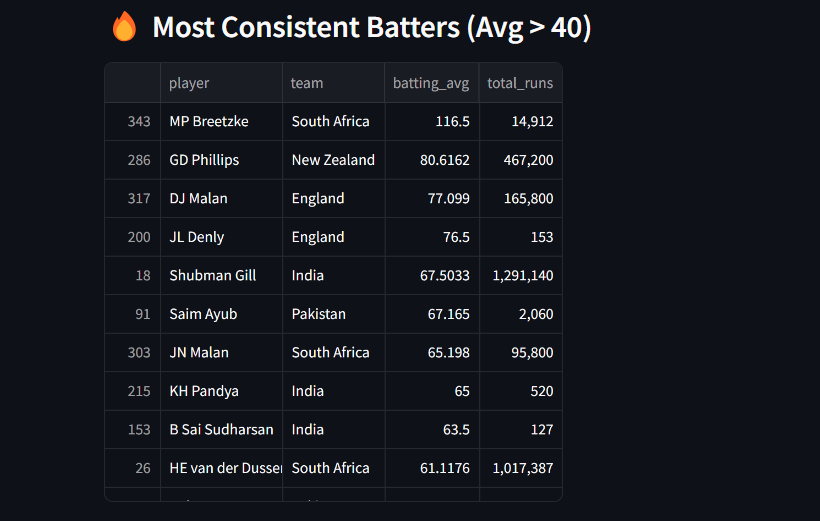 🔥 Most Consistent Batters (Avg > 40)
player team batting_avg total_runs
343 MP Breetzke South Africa 116.5 14,912
286 GD Phillips New Zealand 80.6162 467,200
317 DJ Malan England 77.099 165,800
200 JL Denly England 76.5 153
18 Shubman Gill India 67.5033 1,291,140
91 Saim Ayub Pakistan 67.165 2,060
303 JN Malan South Africa 65.198 95,800
215 KH Pandya India 65 520
153 B Sai Sudharsan India 63.5 127
26 HE van der Dusser South Africa 61.1176 1,017,387